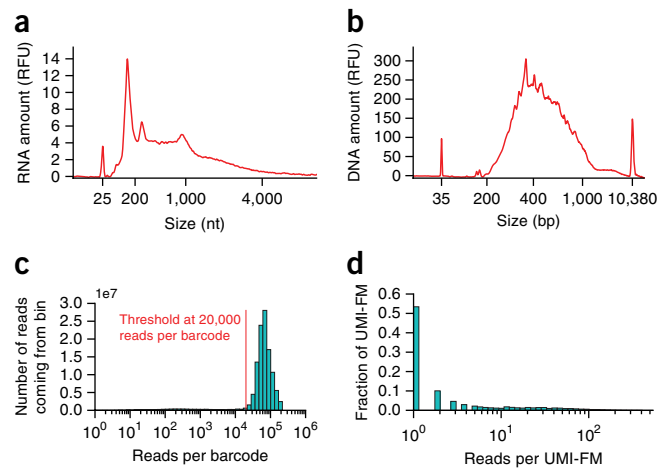 a
RNA amount (RFU)
14
12
10
8
6
4
2
0
25 200 1,000 4,000
Size (nt)
b
DNA amount (RFU)
300
250
200
150
100
50
0
35 200 400 1,000 10,380
Size (bp)
c
Number of reads
coming from bin
1e7
3.0
2.5
2.0
1.5
1.0
0.5
0.0
Threshold at 20,000
reads per barcode
10⁰ 10¹ 10² 10³ 10⁴ 10⁵ 10⁶
Reads per barcode
d
Fraction of UMI-FM
0.6
0.5
0.4
0.3
0.2
0.1
0.0
10⁰ 10¹ 10²
Reads per UMI-FM